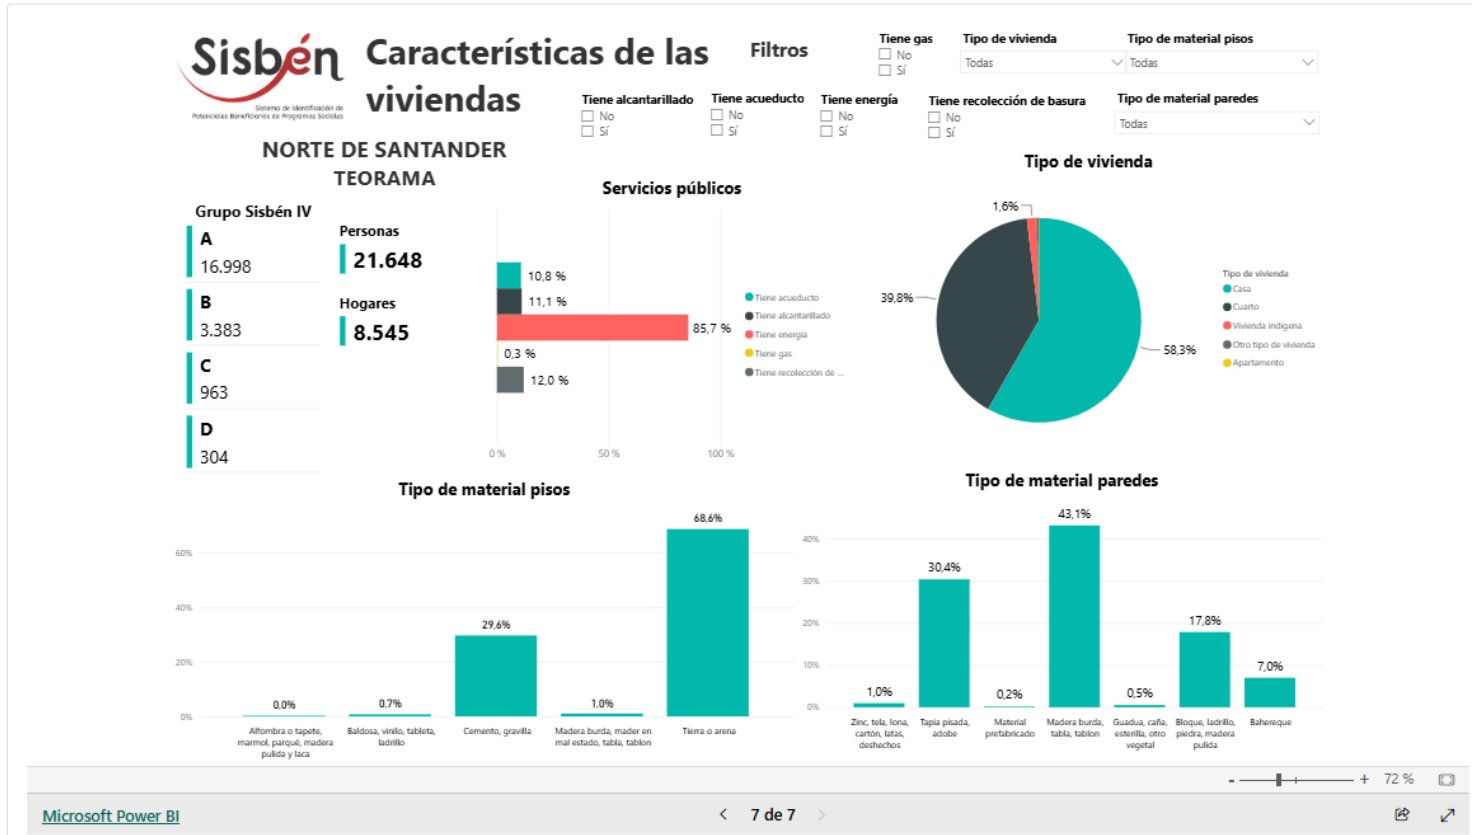 Sisbén
Sistema de Identificación de
Potenciales Beneficiarios de Programas Sociales
Características de las
viviendas
Filtros
Tiene gas
No
Sí
Tipo de vivienda
Todas
Tipo de material pisos
Todas
Tiene alcantarillado
No
Sí
Tiene acueducto
No
Sí
Tiene energía
No
Sí
Tiene recolección de basura
No
Sí
Tipo de material paredes
Todas
NORTE DE SANTANDER
TEORAMA
Grupo Sisbén IV
A
16.998
B
3.383
C
963
D
304
Personas
21.648
Hogares
8.545
Servicios públicos
10,8 %
11,1 %
85,7 %
0,3 %
12,0 %
0 %
50 %
100 %
Tiene acueducto
Tiene alcantarillado
Tiene energía
Tiene gas
Tiene recolección de ...
Tipo de vivienda
1,6%
39,8%
58,3%
Tipo de vivienda
Casa
Cuarto
Vivienda indígena
Otro tipo de vivienda
Apartamento
Tipo de material pisos
60%
40%
20%
0%
0,0%
0,7%
29,6%
1,0%
68,6%
Alfombra o tapete,
marmol, parqué, madera
pulida y laca
Baldosa, vinilo, tableta,
ladrillo
Cemento, gravilla
Madera burda, mader en
mal estado, tabla, tablon
Tierra o arena
Tipo de material paredes
40%
30%
20%
10%
0%
1,0%
30,4%
0,2%
43,1%
0,5%
17,8%
7,0%
Zinc, tela, lona,
cartón, latas,
deshechos
Tapia pisada,
adobe
Material
prefabricado
Madera burda,
tabla, tablon
Guadua, caña,
esterilla, otro
vegetal
Bloque, ladrillo,
piedra, madera
pulida
Bahereque
- + 72 %
Microsoft Power BI
7 de 7